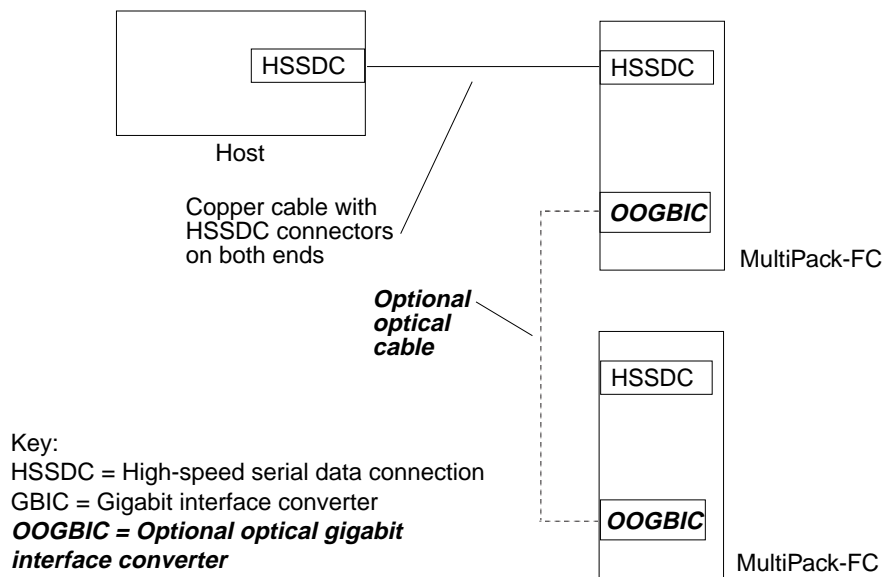 HSSDC
HSSDC
Host
Copper cable with
HSSDC connectors
on both ends
OOGBIC
MultiPack-FC
Optional
optical
cable
HSSDC
Key:
HSSDC = High-speed serial data connection
GBIC = Gigabit interface converter
OOGBIC = Optional optical gigabit
interface converter
OOGBIC
MultiPack-FC